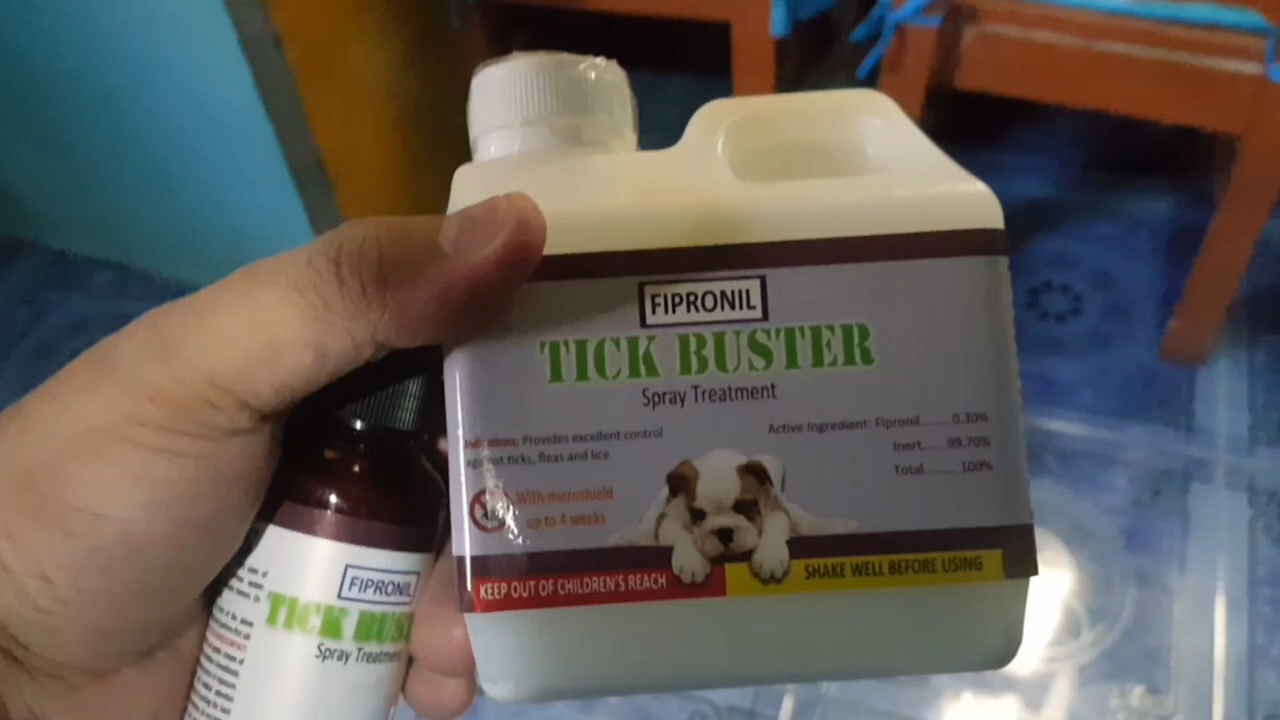 FIPRONIL
TICK BUSTER
Spray Treatment
Indications: Provides excellent control
against ticks, fleas and lice
With microshield
up to 4 weeks
Active Ingredient: Fipronil........ 0.30%
Inert......99.70%
Total.......... 100%
KEEP OUT OF CHILDREN'S REACH
SHAKE WELL BEFORE USING
FIPRONIL
TICK BUST
Spray Treatment